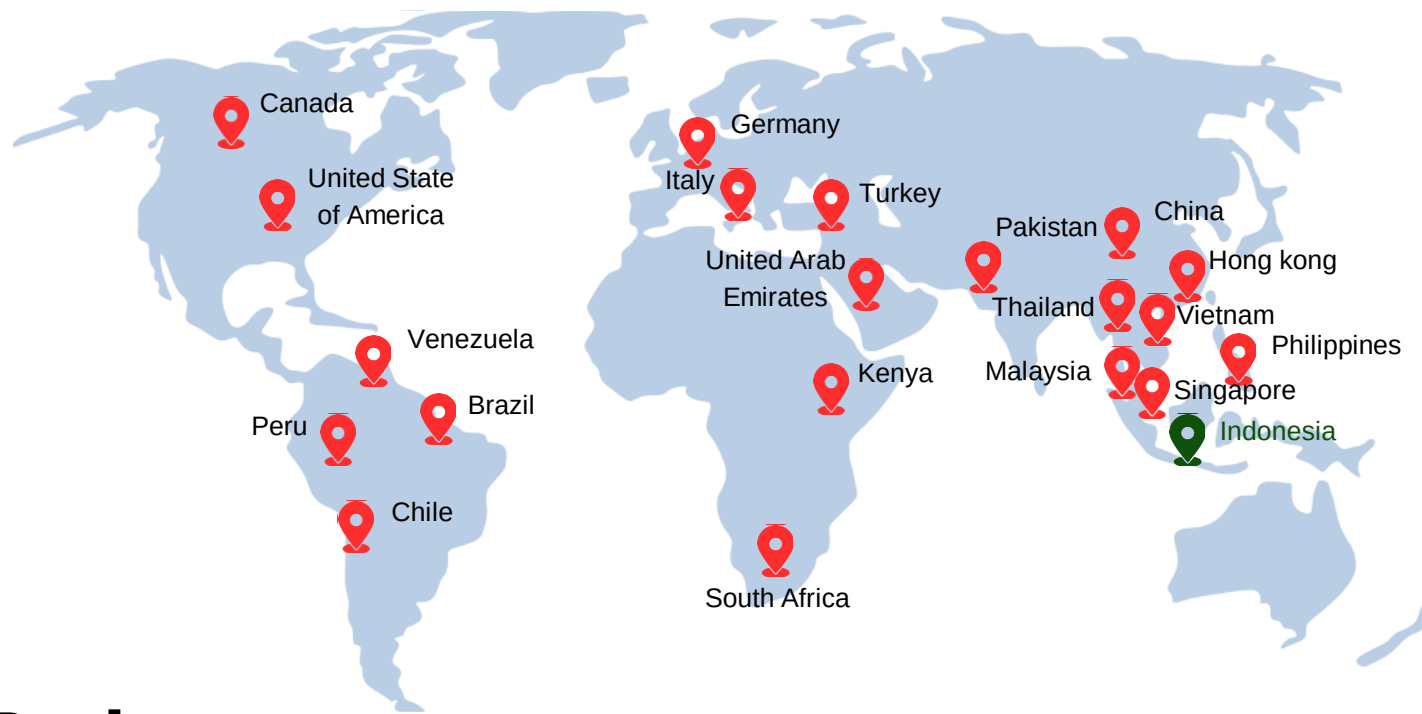 Canada
Germany
United State
of America
Italy
Turkey
China
Pakistan
United Arab
Emirates
Hong kong
Thailand
Vietnam
Venezuela
Philippines
Malaysia
Kenya
Singapore
Brazil
Peru
Indonesia
Chile
South Africa